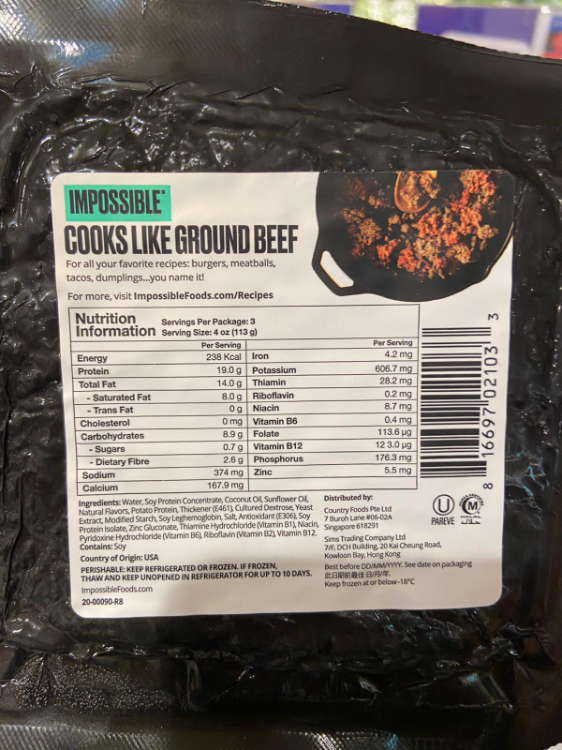 IMPOSSIBLE™
COOKS LIKE GROUND BEEF
For all your favorite recipes: burgers, meatballs,
tacos, dumplings...you name it!
For more, visit ImpossibleFoods.com/Recipes
Nutrition
Information
Servings Per Package: 3
Serving Size: 4 oz (113 g)
Per Serving
Energy 238 Kcal
Protein 19.0 g
Total Fat 14.0 g
- Saturated Fat 8.0 g
- Trans Fat 0 g
Cholesterol 0 mg
Carbohydrates 8.9 g
- Sugars 0.7 g
- Dietary Fibre 2.6 g
Sodium 374 mg
Calcium 167.9 mg
Per Serving
Iron 4.2 mg
Potassium 606.7 mg
Thiamin 28.2 mg
Riboflavin 0.2 mg
Niacin 8.7 mg
Vitamin B6 0.4 mg
Folate 113.6 µg
Vitamin B12 12 3.0 µg
Phosphorus 176.3 mg
Zinc 5.5 mg
8 16697 02103 3
Ingredients: Water, Soy Protein Concentrate, Coconut Oil, Sunflower Oil,
Natural Flavors, Potato Protein, Thickener (E461), Cultured Dextrose, Yeast
Extract, Modified Starch, Soy Leghemoglobin, Salt, Antioxidant (E306), Soy
Protein Isolate, Zinc Gluconate, Thiamine Hydrochloride (Vitamin B1), Niacin,
Pyridoxine Hydrochloride (Vitamin B6), Riboflavin (Vitamin B2), Vitamin B12.
Contains: Soy
Country of Origin: USA
PERISHABLE: KEEP REFRIGERATED OR FROZEN. IF FROZEN,
THAW AND KEEP UNOPENED IN REFRIGERATOR FOR UP TO 10 DAYS.
ImpossibleFoods.com
20-00090-R8
Distributed by:
Country Foods Pte Ltd
7 Buroh Lane #06-02A
Singapore 618291
Sims Trading Company Ltd
7/F, DCH Building, 20 Kai Cheung Road,
Kowloon Bay, Hong Kong
Best before DD/MM/YYYY. See date on packaging
此日期前最佳 日/月/年.
Keep frozen at or below -18°C
U
PAREVE
M